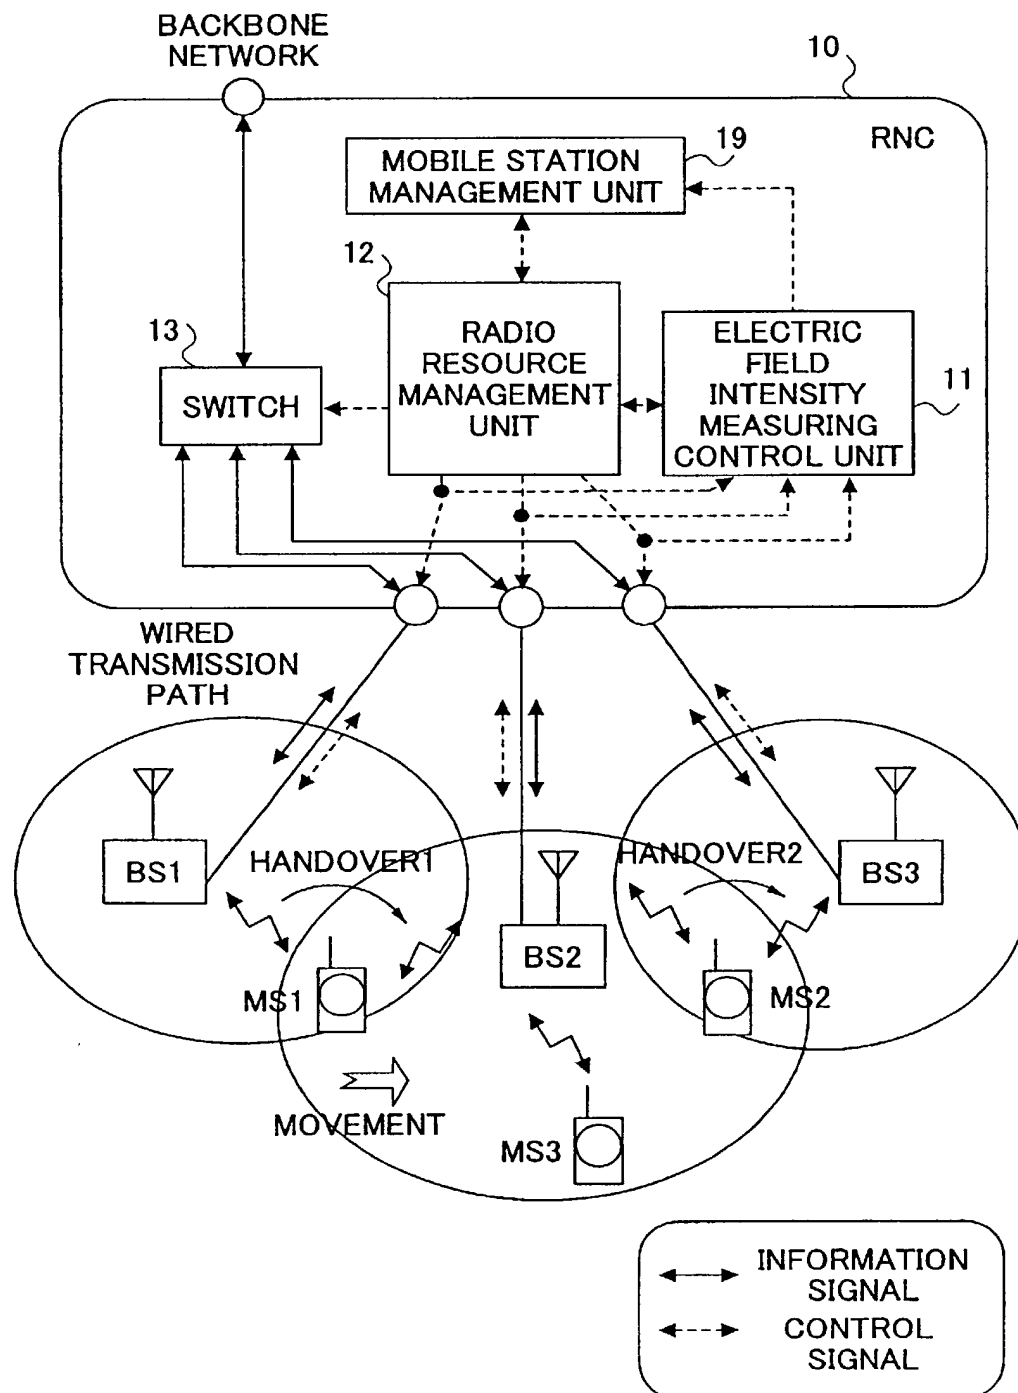 BACKBONE
NETWORK
10
RNC
19
MOBILE STATION
MANAGEMENT UNIT
12
RADIO
RESOURCE
MANAGEMENT
UNIT
13
SWITCH
ELECTRIC
FIELD
INTENSITY
MEASURING
CONTROL UNIT
11
WIRED
TRANSMISSION
PATH
BS1
HANDOVER1
BS2
HANDOVER2
BS3
MS1
MS2
MOVEMENT
MS3
INFORMATION
SIGNAL
CONTROL
SIGNAL